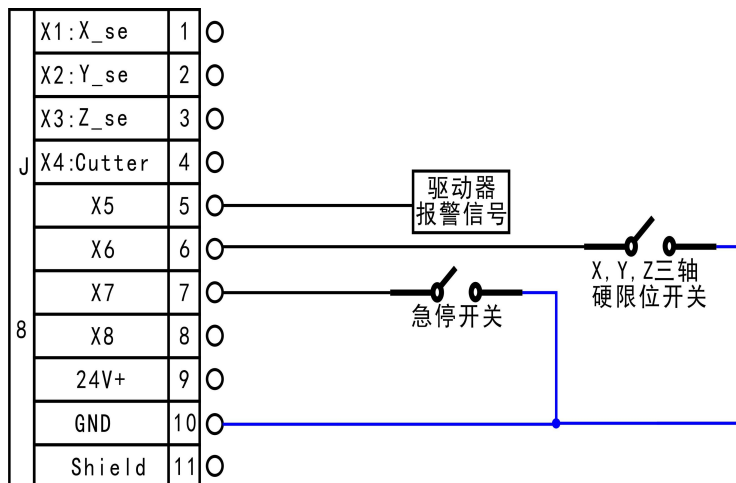 X1:X_se 1
X2:Y_se 2
X3:Z_se 3
J
X4:Cutter 4
X5 5
驱动器
报警信号
X6 6
X,Y,Z三轴
硬限位开关
X7 7
急停开关
8
X8 8
24V+ 9
GND 10
Shield 11